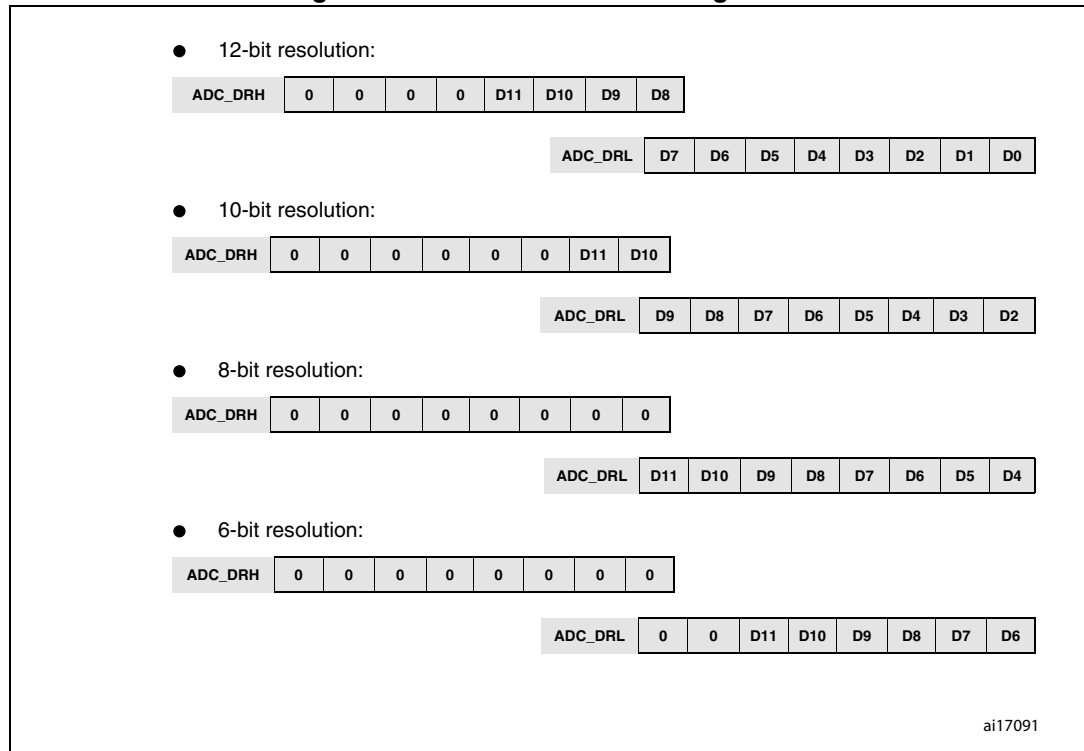 ● 12-bit resolution:
ADC_DRH 0 0 0 0 D11 D10 D9 D8
ADC_DRL D7 D6 D5 D4 D3 D2 D1 D0
● 10-bit resolution:
ADC_DRH 0 0 0 0 0 0 D11 D10
ADC_DRL D9 D8 D7 D6 D5 D4 D3 D2
● 8-bit resolution:
ADC_DRH 0 0 0 0 0 0 0 0
ADC_DRL D11 D10 D9 D8 D7 D6 D5 D4
● 6-bit resolution:
ADC_DRH 0 0 0 0 0 0 0 0
ADC_DRL 0 0 D11 D10 D9 D8 D7 D6
ai17091